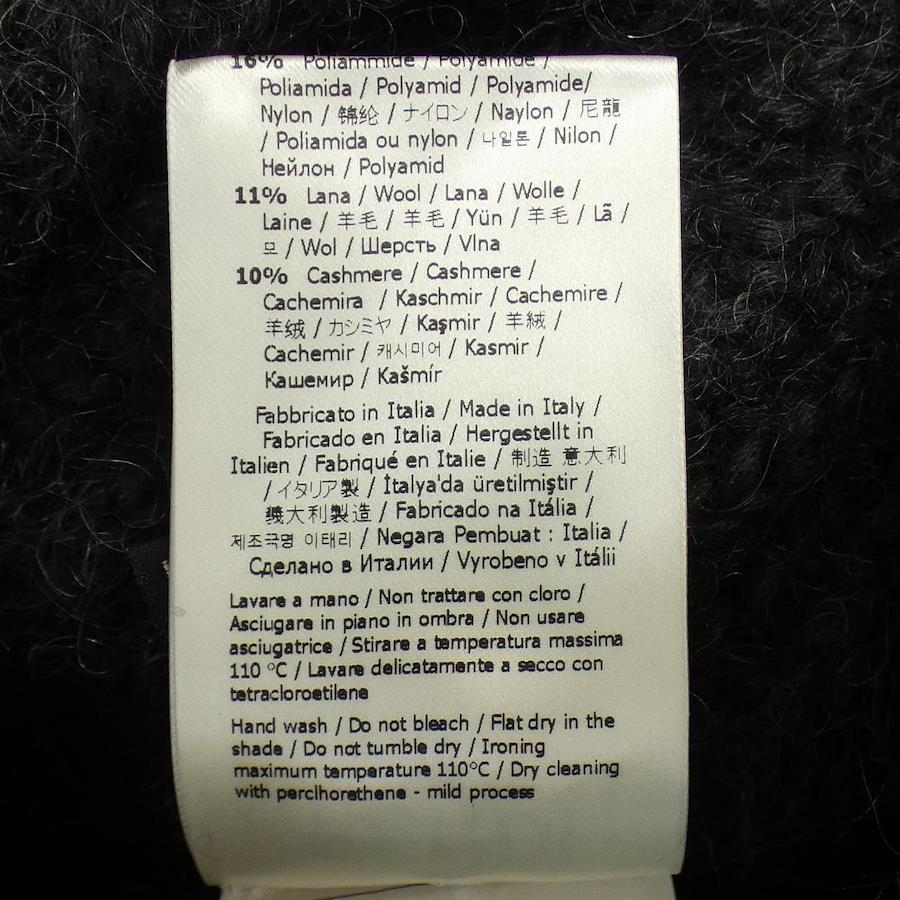 16% Poliammide / Polyamide /
Poliamida / Polyamid / Polyamide/
Nylon / 锦纶 / ナイロン / Naylon / 尼龍
/ Poliamida ou nylon / 나일론 / Nilon /
Нейлон / Polyamid
11% Lana / Wool / Lana / Wolle /
Laine / 羊毛 / 羊毛 / Yün / 羊毛 / Lã /
모 / Wol / Шерсть / Vlna
10% Cashmere / Cashmere /
Cachemira / Kaschmir / Cachemire /
羊绒 / カシミヤ / Kaşmir / 羊絨 /
Cachemir / 캐시미어 / Kasmir /
Кашемир / Kašmír
Fabbricato in Italia / Made in Italy /
Fabricado en Italia / Hergestellt in
Italien / Fabriqué en Italie / 制造 意大利
/ イタリア製 / İtalya'da üretilmiştir /
義大利製造 / Fabricado na Itália /
제조국명 이태리 / Negara Pembuat : Italia /
Сделано в Италии / Vyrobeno v Itálii
Lavare a mano / Non trattare con cloro /
Asciugare in piano in ombra / Non usare
asciugatrice / Stirare a temperatura massima
110 °C / Lavare delicatamente a secco con
tetracloroetilene
Hand wash / Do not bleach / Flat dry in the
shade / Do not tumble dry / Ironing
maximum temperature 110°C / Dry cleaning
with perclhorethene - mild process